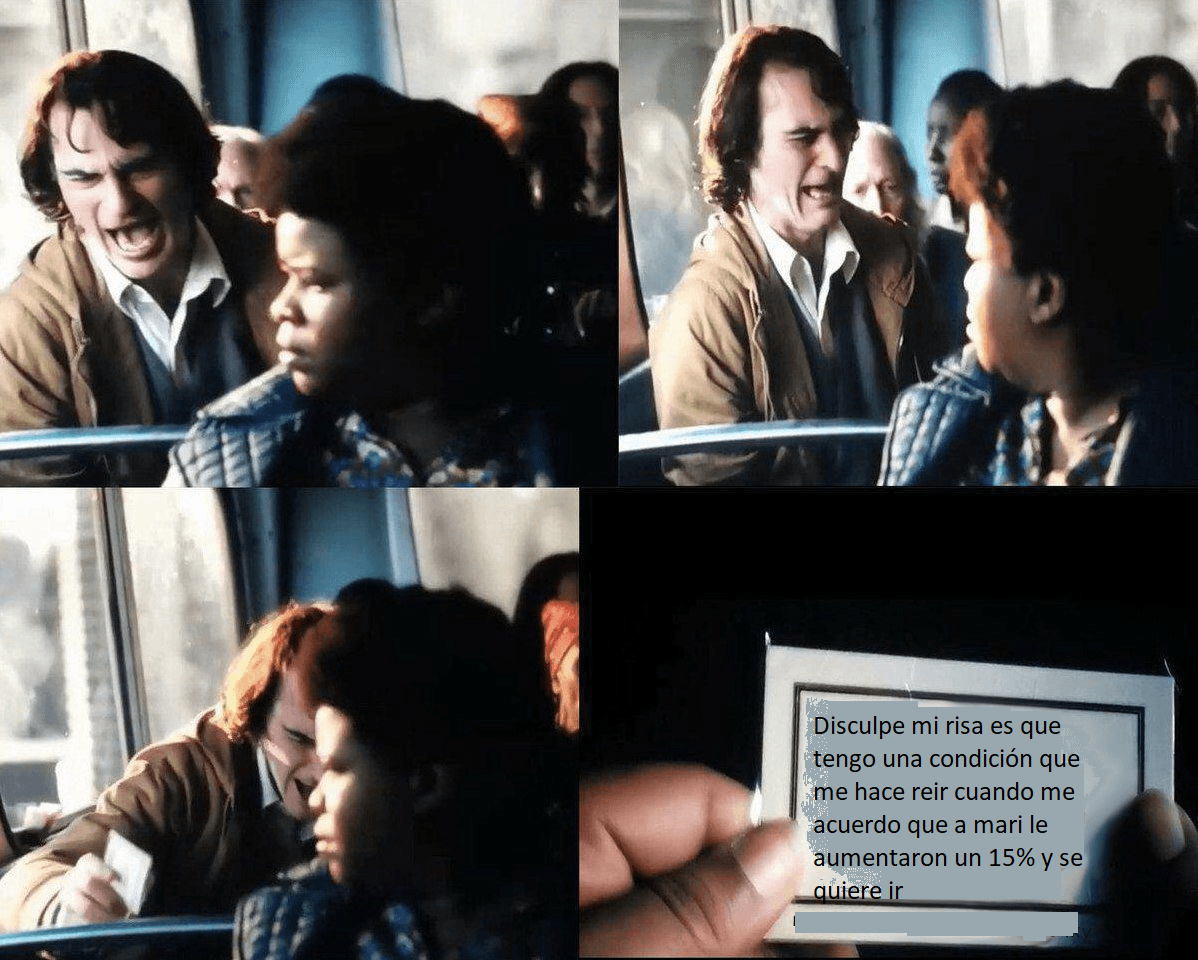 Disculpe mi risa es que
tengo una condición que
me hace reir cuando me
acuerdo que a mari le
aumentaron un 15% y se
quiere ir